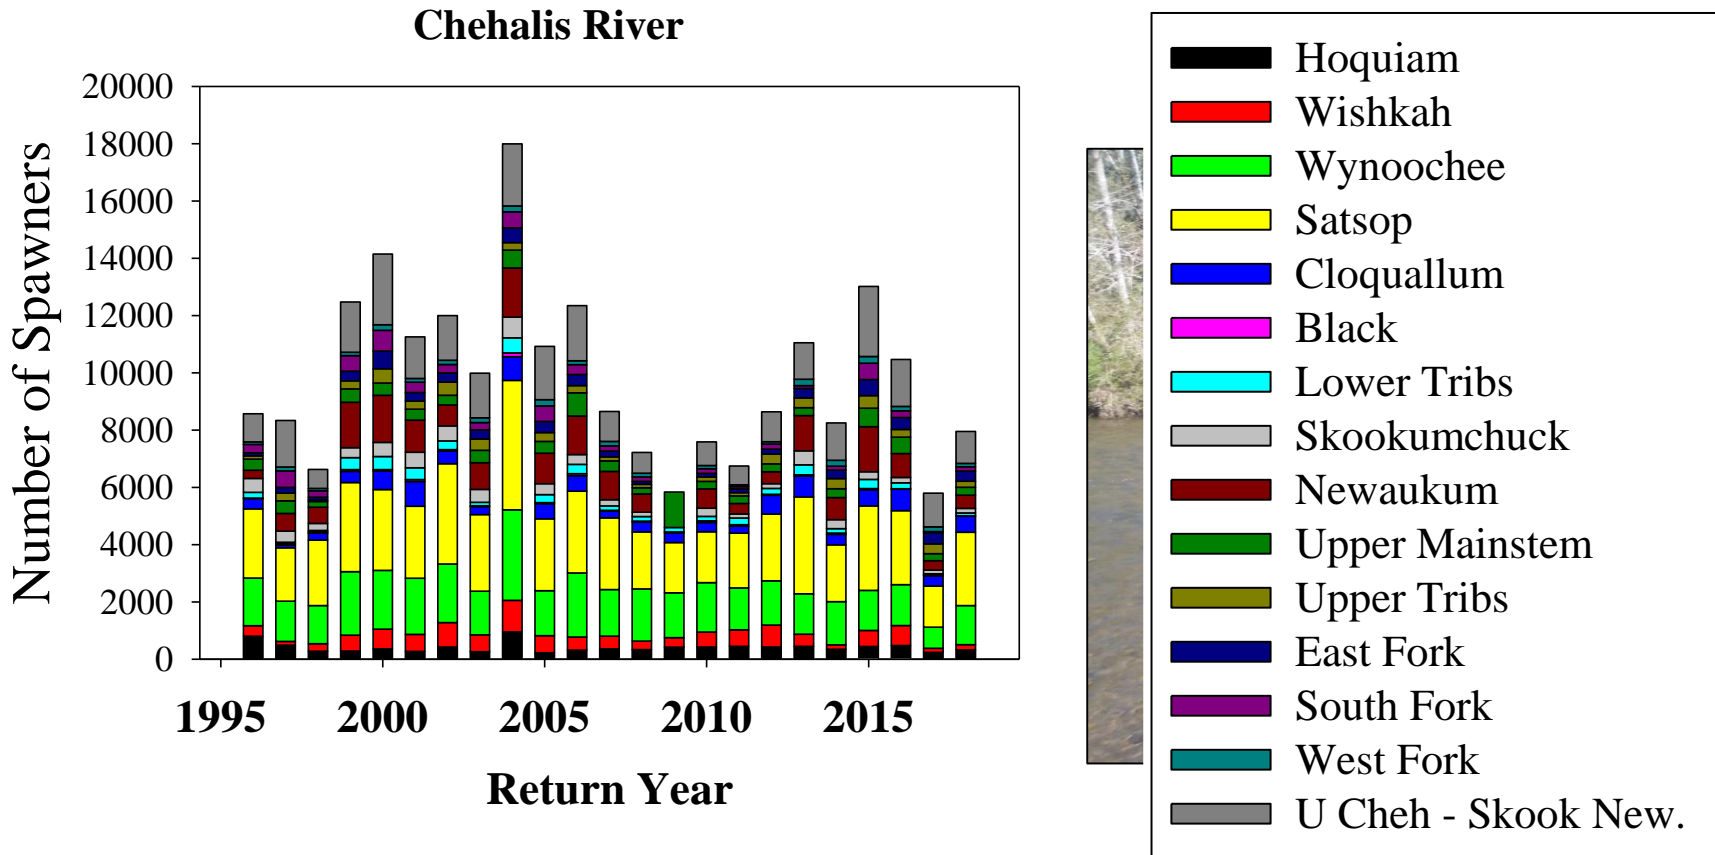 Chehalis River
20000
18000
16000
14000
12000
10000
8000
6000
4000
2000
0
Number of Spawners
1995 2000 2005 2010 2015
Return Year
Hoquiam
Wishkah
Wynoochee
Satsop
Cloquallum
Black
Lower Tribs
Skookumchuck
Newaukum
Upper Mainstem
Upper Tribs
East Fork
South Fork
West Fork
U Cheh - Skook New.